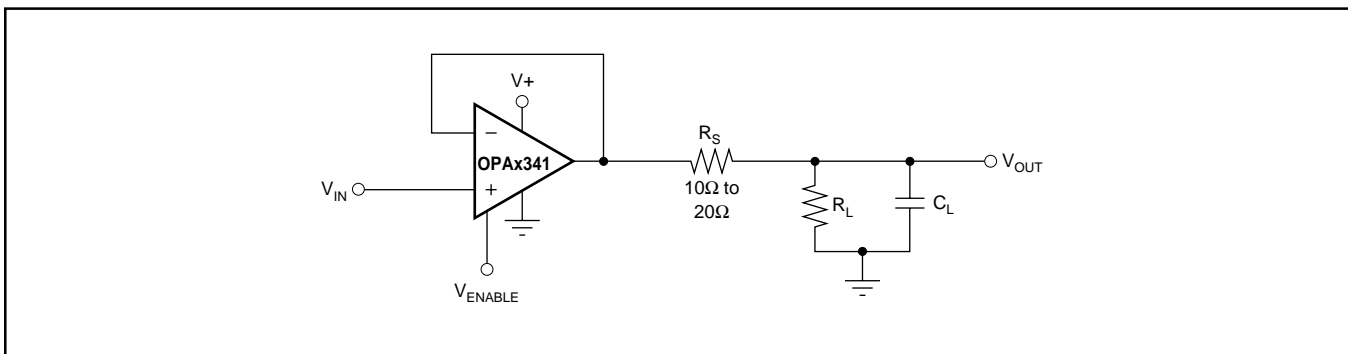 V+
−
OPAx341
+
V_IN
V_ENABLE
R_S
10Ω to
20Ω
R_L
C_L
V_OUT